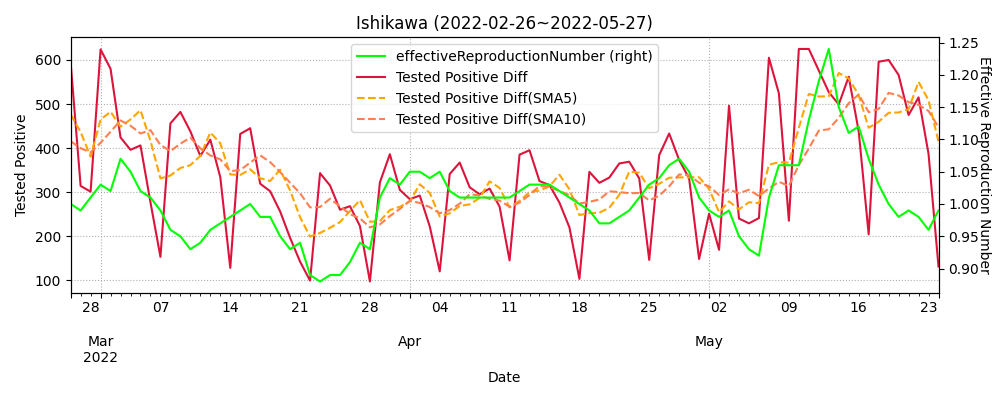 Ishikawa (2022-02-26~2022-05-27)
effectiveReproductionNumber (right)
Tested Positive Diff
Tested Positive Diff(SMA5)
Tested Positive Diff(SMA10)
Tested Positive
600
500
400
300
200
100
1.25
1.20
1.15
1.10
1.05
1.00
0.95
0.90
Effective Reproduction Number
28 07 14 21 28 04 11 18 25 02 09 16 23
Mar Apr May
2022
Date